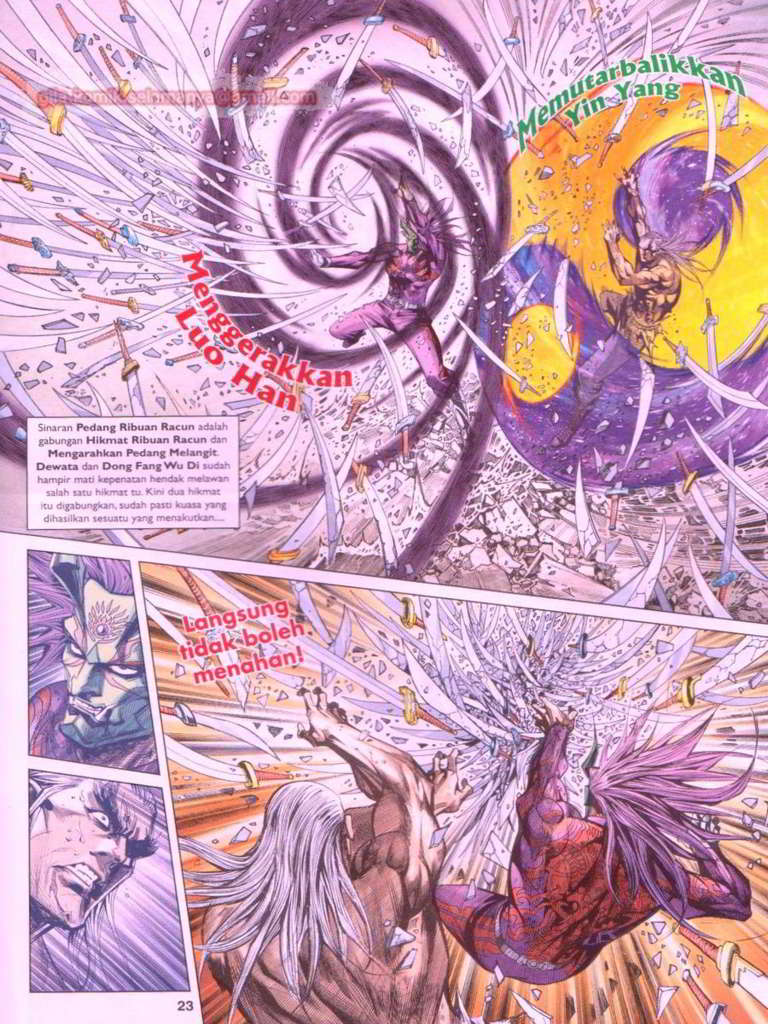 Memutarbalikkan
Yin Yang
Menggerakkan
Luo Han
Sinaran Pedang Ribuan Racun adalah
gabungan Hikmat Ribuan Racun dan
Mengarahkan Pedang Melangit.
Dewata dan Dong Fang Wu Di sudah
hampir mati kepenatan hendak melawan
salah satu hikmat tu. Kini dua hikmat
itu digabungkan, sudah pasti kuasa yang
dihasilkan sesuatu yang menakutkan....
Langsung
tidak boleh
menahan!
23